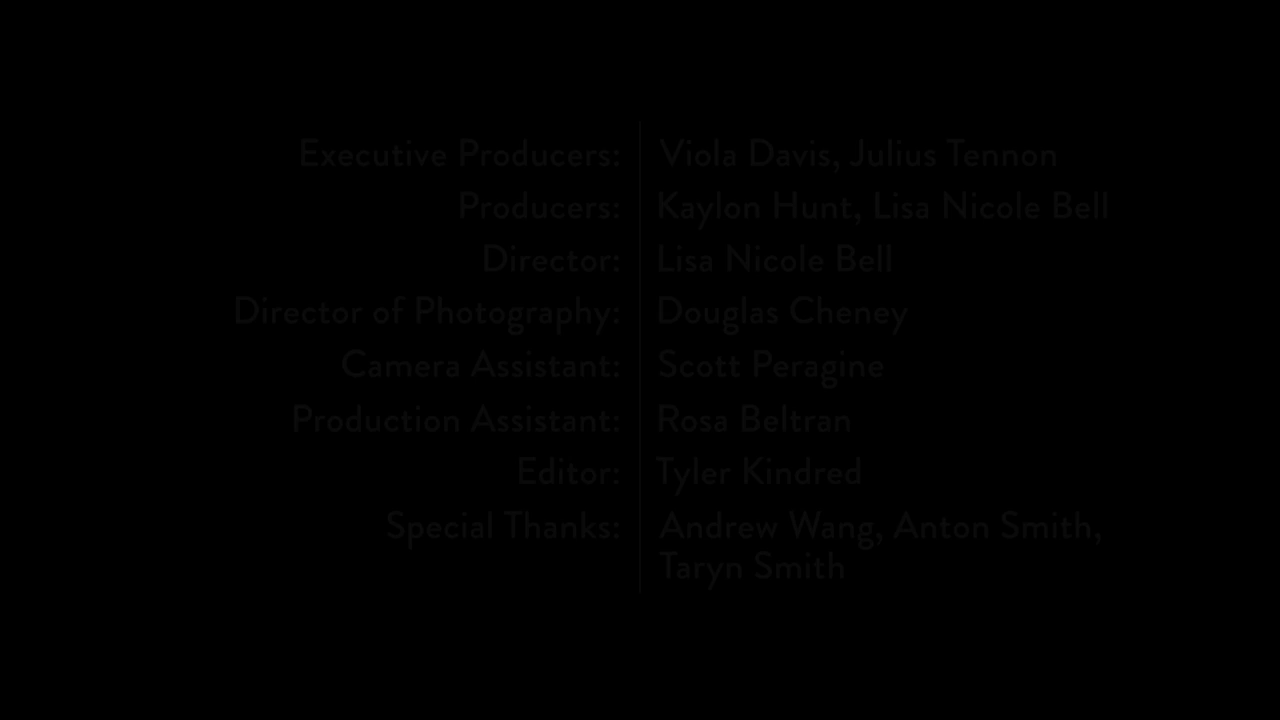 Executive Producers: Viola Davis, Julius Tennon
Producers: Kaylon Hunt, Lisa Nicole Bell
Director: Lisa Nicole Bell
Director of Photography: Douglas Cheney
Camera Assistant: Scott Peragine
Production Assistant: Rosa Beltran
Editor: Tyler Kindred
Special Thanks: Andrew Wang, Anton Smith,
Taryn Smith